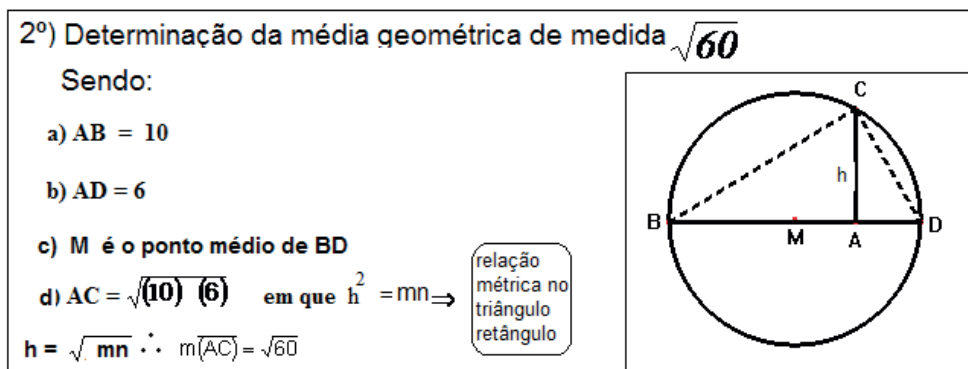 2º) Determinação da média geométrica de medida √60
Sendo:
a) AB = 10
b) AD = 6
c) M é o ponto médio de BD
d) AC = √(10) (6) em que h² = mn ⇒
relação
métrica no
triângulo
retângulo
h = √mn ∴ m(AC) = √60
C
h
B
M
A
D